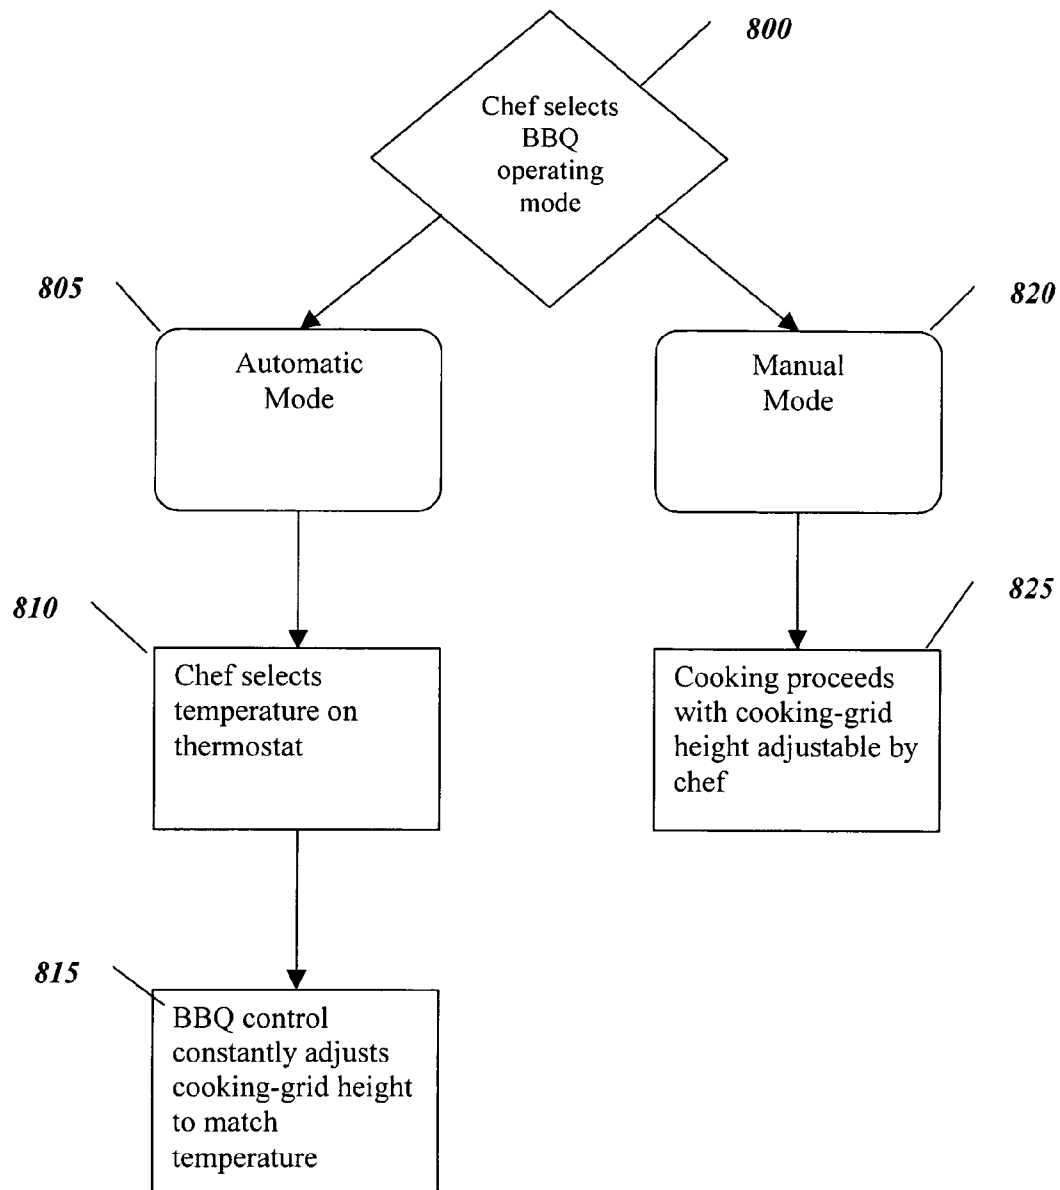 800
Chef selects
BBQ
operating
mode
805
820
Automatic
Mode
Manual
Mode
810
825
Chef selects
temperature on
thermostat
Cooking proceeds
with cooking-grid
height adjustable by
chef
815
BBQ control
constantly adjusts
cooking-grid height
to match
temperature